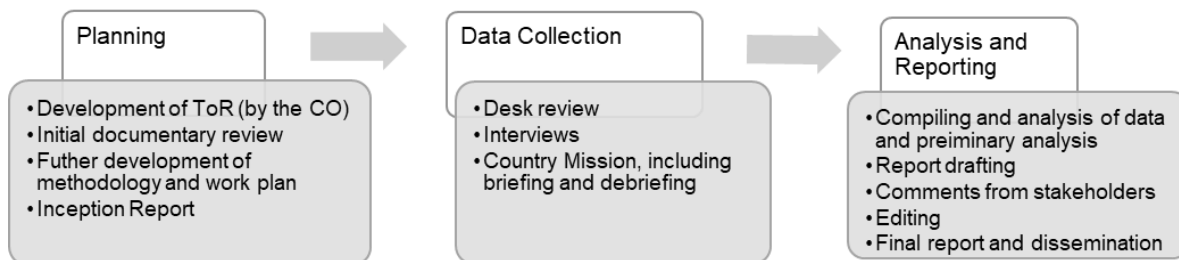 Planning
• Development of ToR (by the CO)
• Initial documentary review
• Futher development of
methodology and work plan
• Inception Report
Data Collection
• Desk review
• Interviews
• Country Mission, including
briefing and debriefing
Analysis and
Reporting
• Compiling and analysis of data
and preiminary analysis
• Report drafting
• Comments from stakeholders
• Editing
• Final report and dissemination